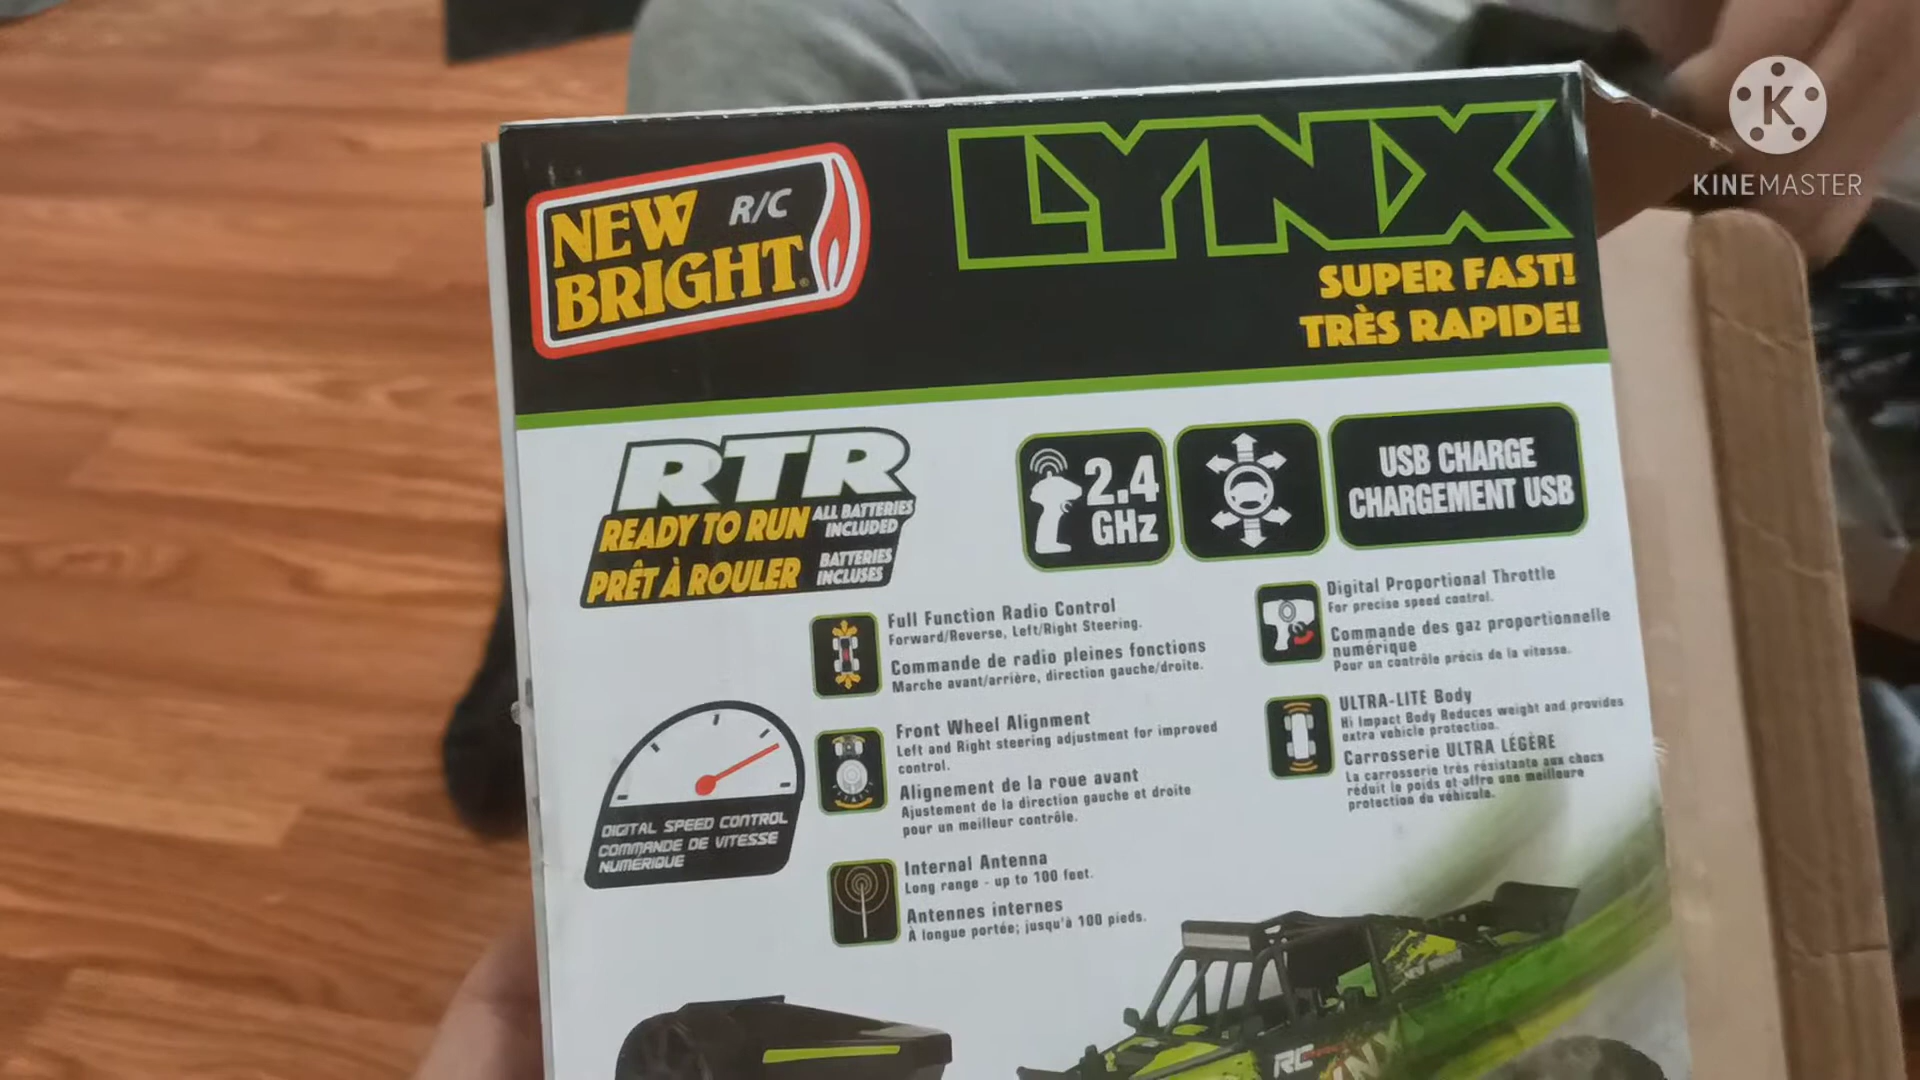 K
KINEMASTER
NEW R/C
BRIGHT®
LYNX
SUPER FAST!
TRÈS RAPIDE!
RTR
READY TO RUN
ALL BATTERIES
INCLUDED
PRÊT À ROULER
BATTERIES
INCLUSES
2.4
GHz
USB CHARGE
CHARGEMENT USB
Full Function Radio Control
Forward/Reverse, Left/Right Steering.
Commande de radio pleines fonctions
Marche avant/arrière, direction gauche/droite.
Digital Proportional Throttle
For precise speed control.
Commande des gaz proportionnelle
numérique
Pour un contrôle précis de la vitesse.
Front Wheel Alignment
Left and Right steering adjustment for improved
control.
Alignement de la roue avant
Ajustement de la direction gauche et droite
pour un meilleur contrôle.
ULTRA-LITE Body
Hi Impact Body Reduces weight and provides
extra vehicle protection.
Carrosserie ULTRA LÉGÈRE
La carrosserie très résistante aux chocs
réduit le poids et offre une meilleure
protection du véhicule.
DIGITAL SPEED CONTROL
COMMANDE DE VITESSE
NUMÉRIQUE
Internal Antenna
Long range - up to 100 feet.
Antennes internes
À longue portée; jusqu'à 100 pieds.
RC
LYNX